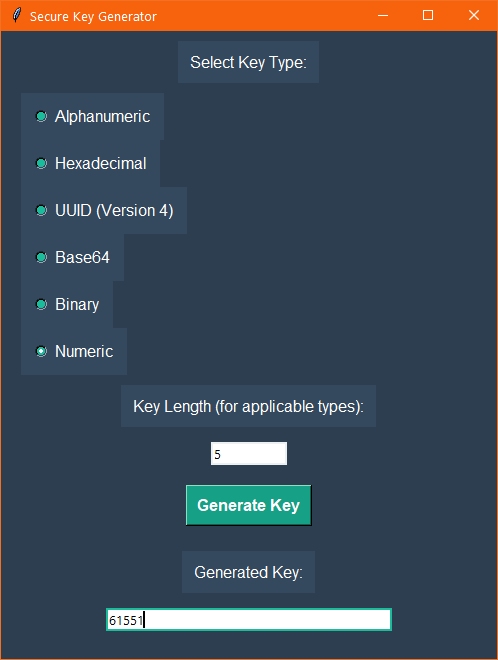 Secure Key Generator
Select Key Type:
Alphanumeric
Hexadecimal
UUID (Version 4)
Base64
Binary
Numeric
Key Length (for applicable types):
5
Generate Key
Generated Key:
61551